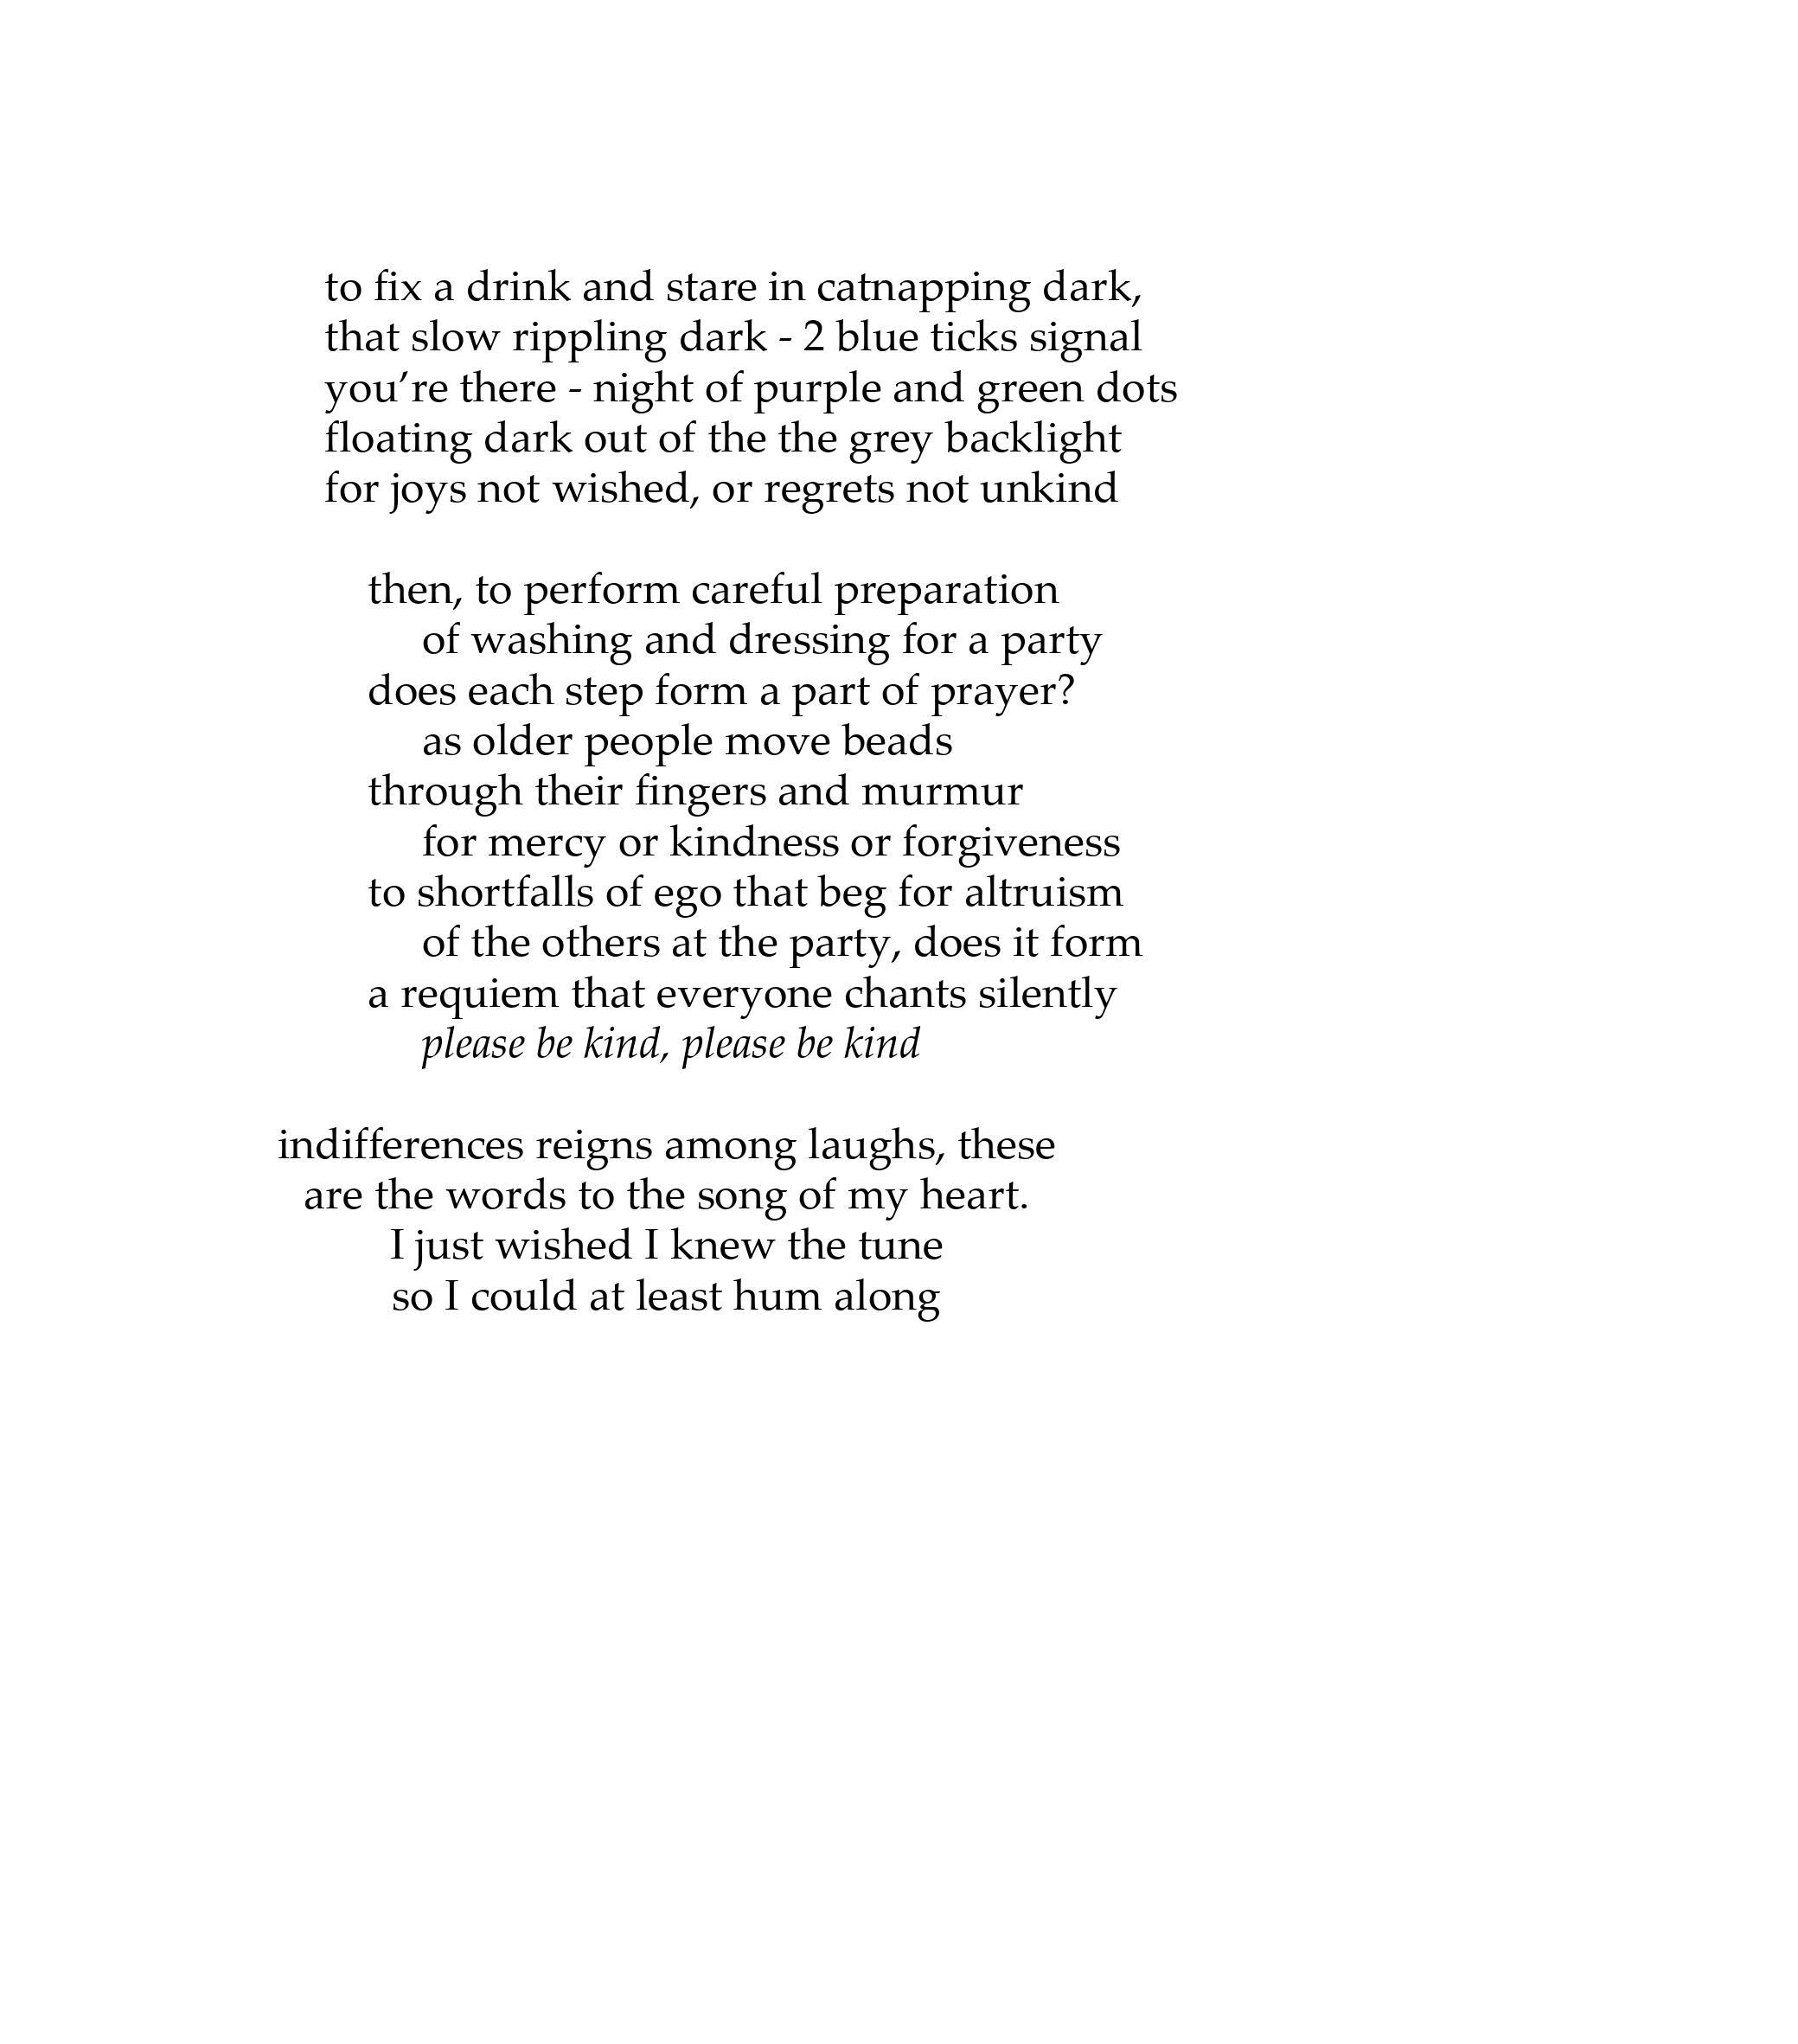 to fix a drink and stare in catnapping dark,
that slow rippling dark - 2 blue ticks signal
you’re there - night of purple and green dots
floating dark out of the the grey backlight
for joys not wished, or regrets not unkind
then, to perform careful preparation
of washing and dressing for a party
does each step form a part of prayer?
as older people move beads
through their fingers and murmur
for mercy or kindness or forgiveness
to shortfalls of ego that beg for altruism
of the others at the party, does it form
a requiem that everyone chants silently
please be kind, please be kind
indifferences reigns among laughs, these
are the words to the song of my heart.
I just wished I knew the tune
so I could at least hum along